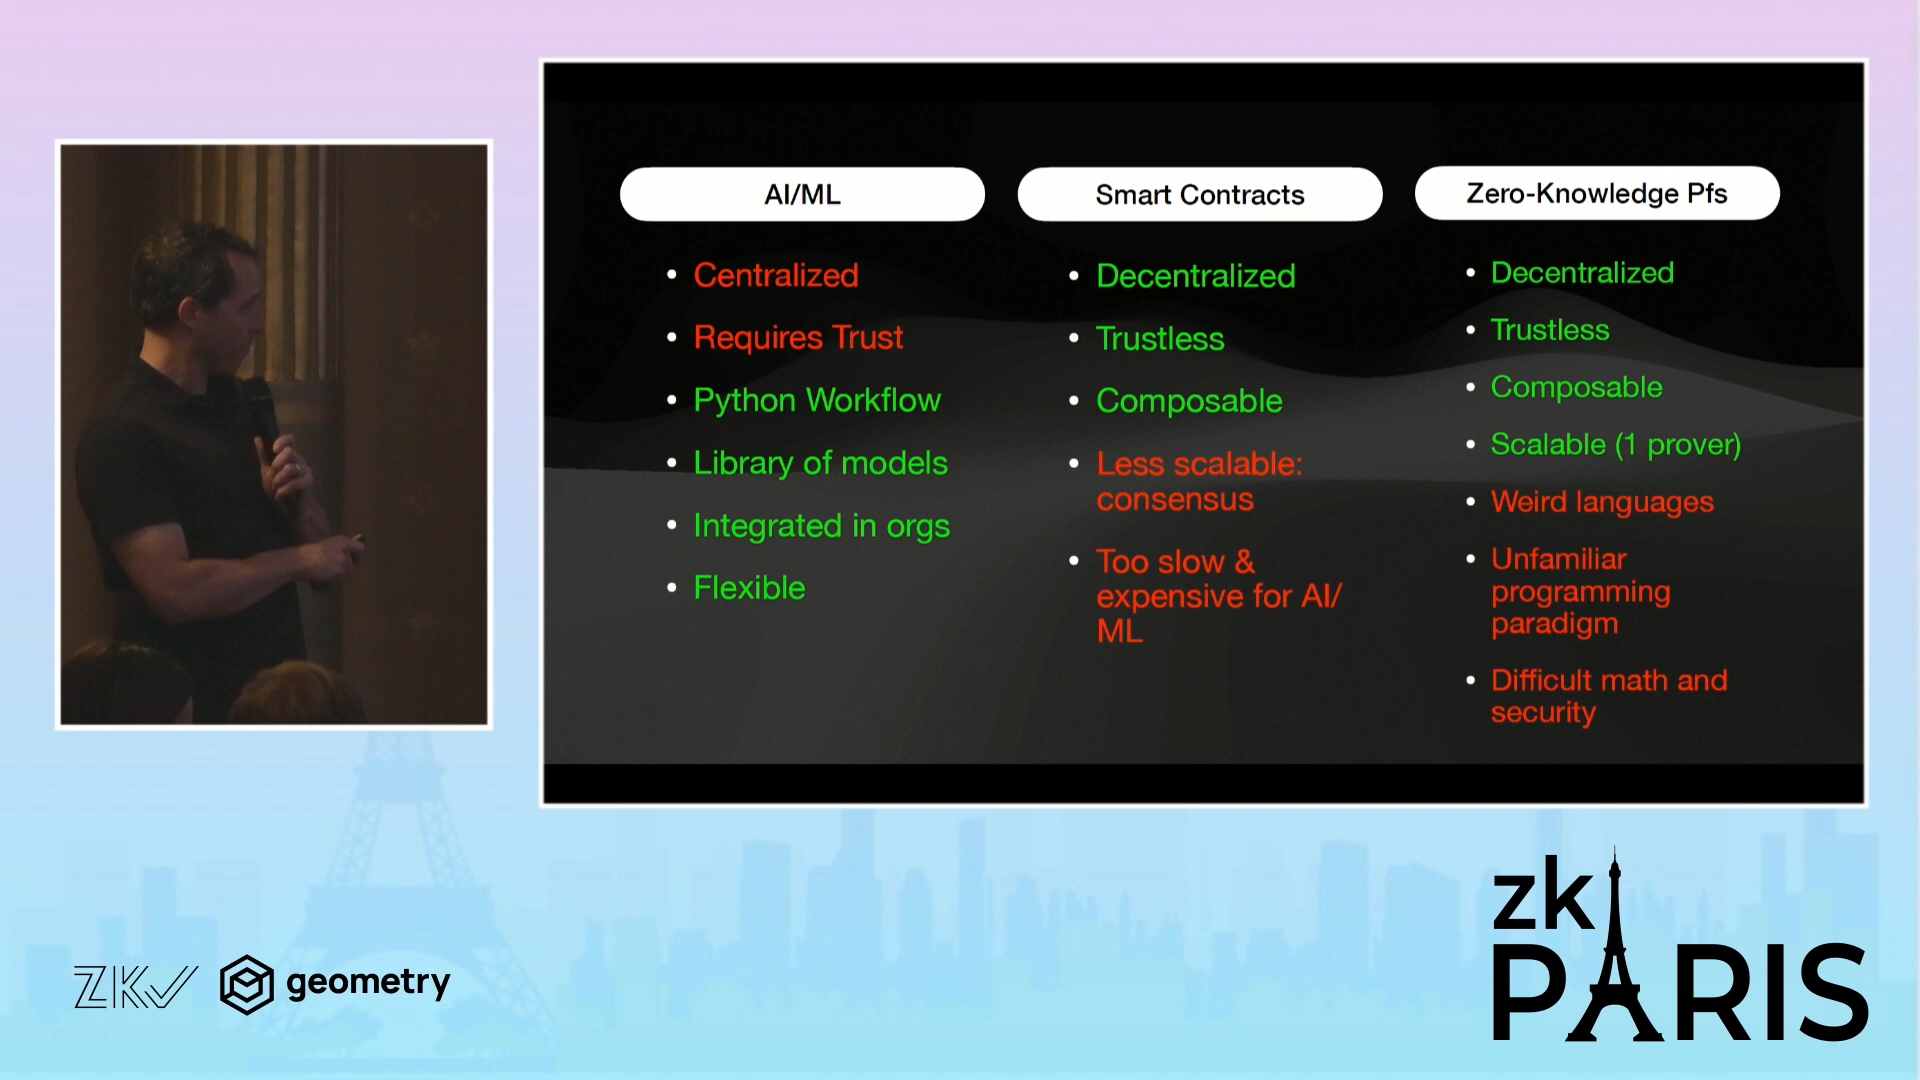 AI/ML
• Centralized
• Requires Trust
• Python Workflow
• Library of models
• Integrated in orgs
• Flexible
Smart Contracts
• Decentralized
• Trustless
• Composable
• Less scalable:
consensus
• Too slow &
expensive for AI/
ML
Zero-Knowledge Pfs
• Decentralized
• Trustless
• Composable
• Scalable (1 prover)
• Weird languages
• Unfamiliar
programming
paradigm
• Difficult math and
security
ZKV
geometry
zk
PARIS